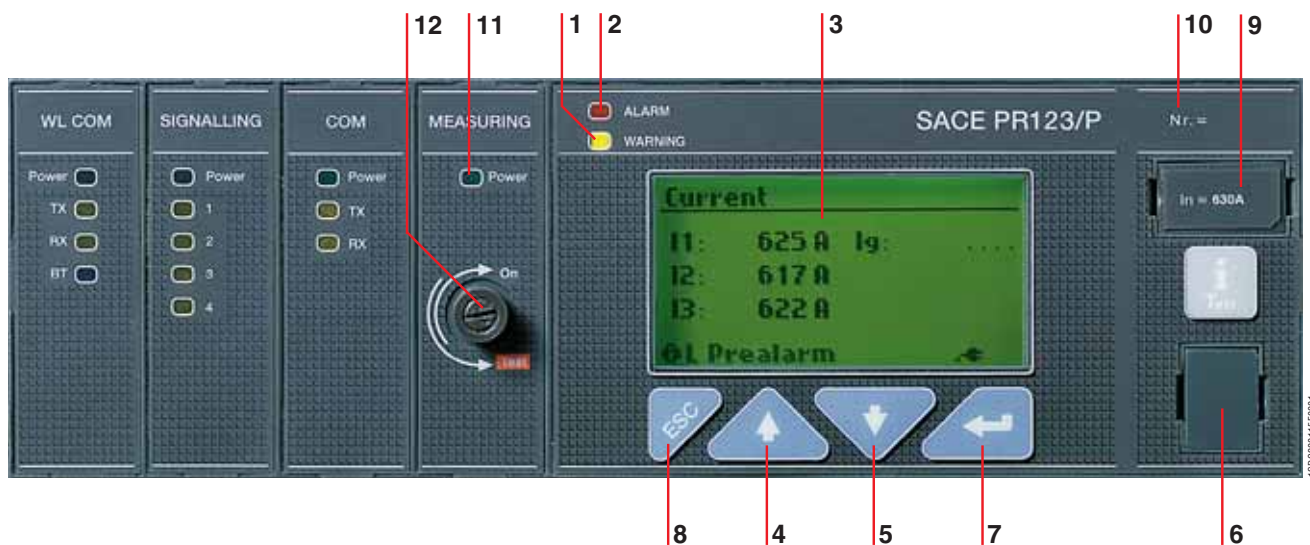 12 11 1 2 3 10 9
WL COM
Power
TX
RX
BT
SIGNALLING
Power
1
2
3
4
COM
Power
TX
RX
MEASURING
Power
On
ALARM
WARNING
SACE PR123/P
Current
I1: 625 A Ig: ....
I2: 617 A
I3: 622 A
L Prealarm
ESC
Nr. =
In = 630A
i
Test
8 4 5 7 6